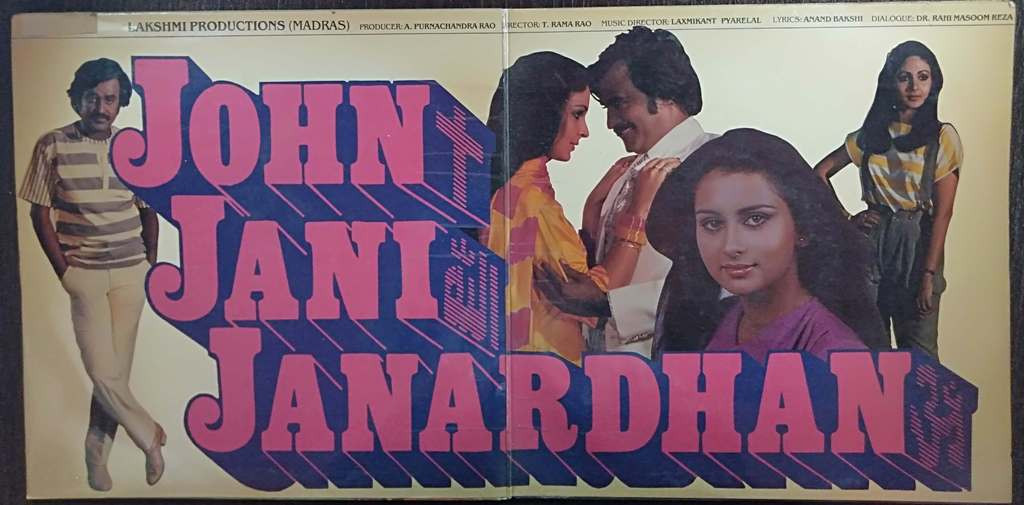 LAKSHMI PRODUCTIONS (MADRAS) PRODUCER: A. PURNACHANDRA RAO DIRECTOR: T. RAMA RAO MUSIC DIRECTOR: LAXMIKANT PYARELAL LYRICS: ANAND BAKSHI DIALOGUE: DR. RAHI MASOOM REZA
JOHN
JANI
JANARDHAN